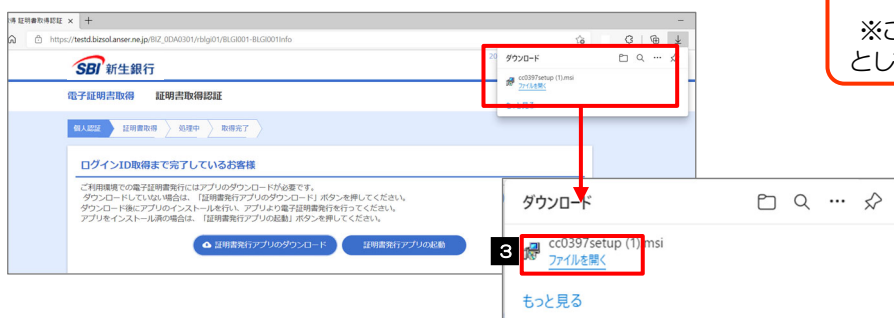 得 証明書取得認証 × +
https://testd.bizsol.anser.ne.jp/BIZ_0DA0301/rblgi01/BLGI001-BLGI001Info
SBI 新生銀行
20
電子証明書取得 証明書取得認証
個人認証 証明書取得 処理中 取得完了
ログインID取得まで完了しているお客様
ご利用環境での電子証明書発行にはアプリのダウンロードが必要です。
ダウンロードしていない場合は、「証明書発行アプリのダウンロード」ボタンを押してください。
ダウンロード後にアプリのインストールを行い、アプリより電子証明書発行を行ってください。
アプリをインストール済の場合は、「証明書発行アプリの起動」ボタンを押してください。
証明書発行アプリのダウンロード 証明書発行アプリの起動
ダウンロード
cc0397setup (1).msi
ファイルを開く
もっと見る
とし
ダウンロード
3
cc0397setup (1).msi
ファイルを開く
もっと見る